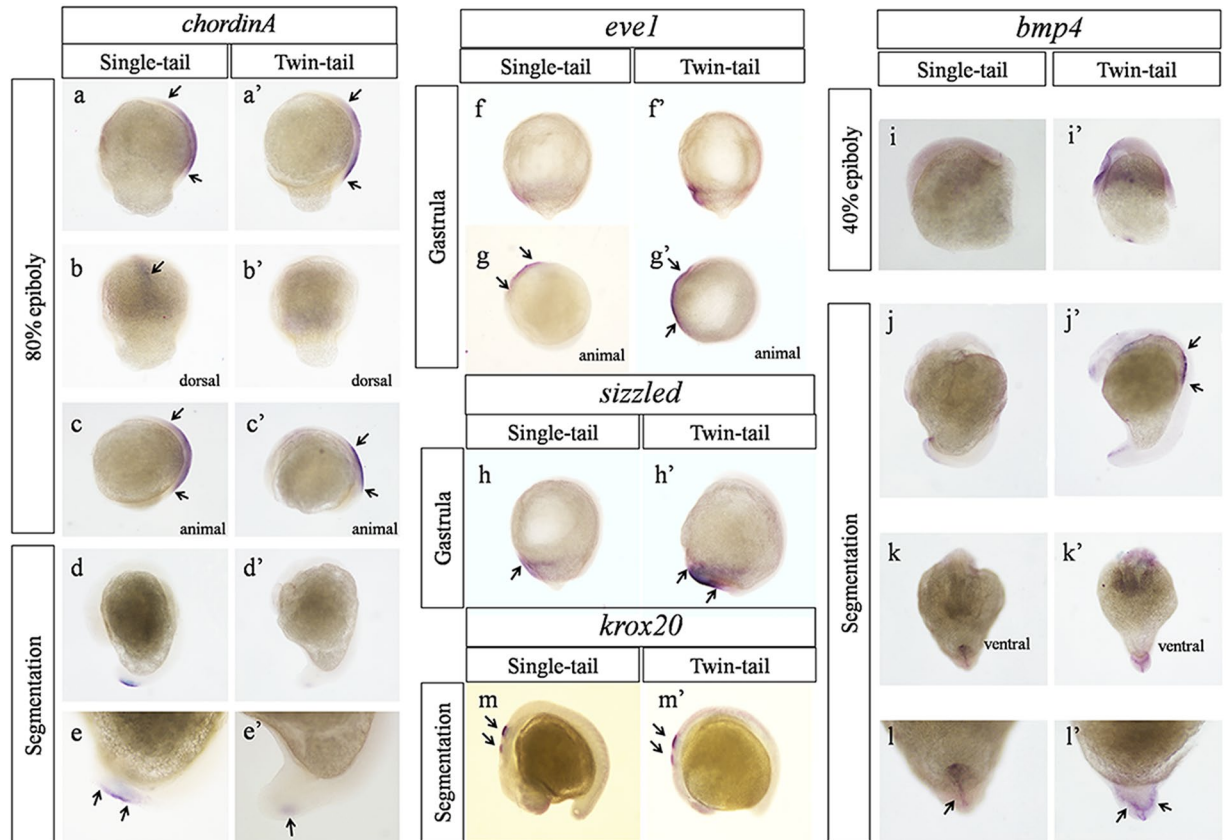 chordinA
Single-tail
Twin-tail
80% epiboly
a
a’
b
b’
dorsal
c
c’
animal
animal
Segmentation
d
d’
e
e’
eve1
Single-tail
Twin-tail
Gastrula
f
f’
g
g’
animal
animal
sizzled
Single-tail
Twin-tail
Gastrula
h
h’
krox20
Single-tail
Twin-tail
Segmentation
m
m’
bmp4
Single-tail
Twin-tail
40% epiboly
i
i’
Segmentation
j
j’
k
k’
ventral
ventral
l
l’